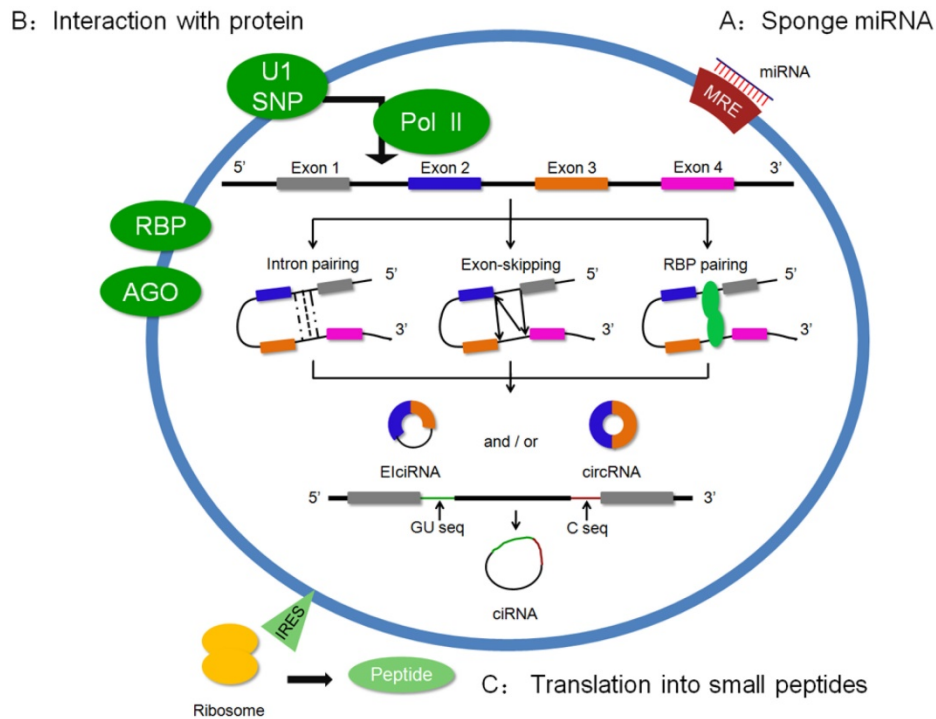 B： Interaction with protein
A： Sponge miRNA
U1
SNP
Pol II
miRNA
MRE
5’
Exon 1
Exon 2
Exon 3
Exon 4
3’
RBP
AGO
Intron pairing
Exon-skipping
RBP pairing
5’
5’
5’
3’
3’
3’
EIciRNA
and / or
circRNA
5’
3’
GU seq
C seq
ciRNA
IRES
Ribosome
Peptide
C： Translation into small peptides